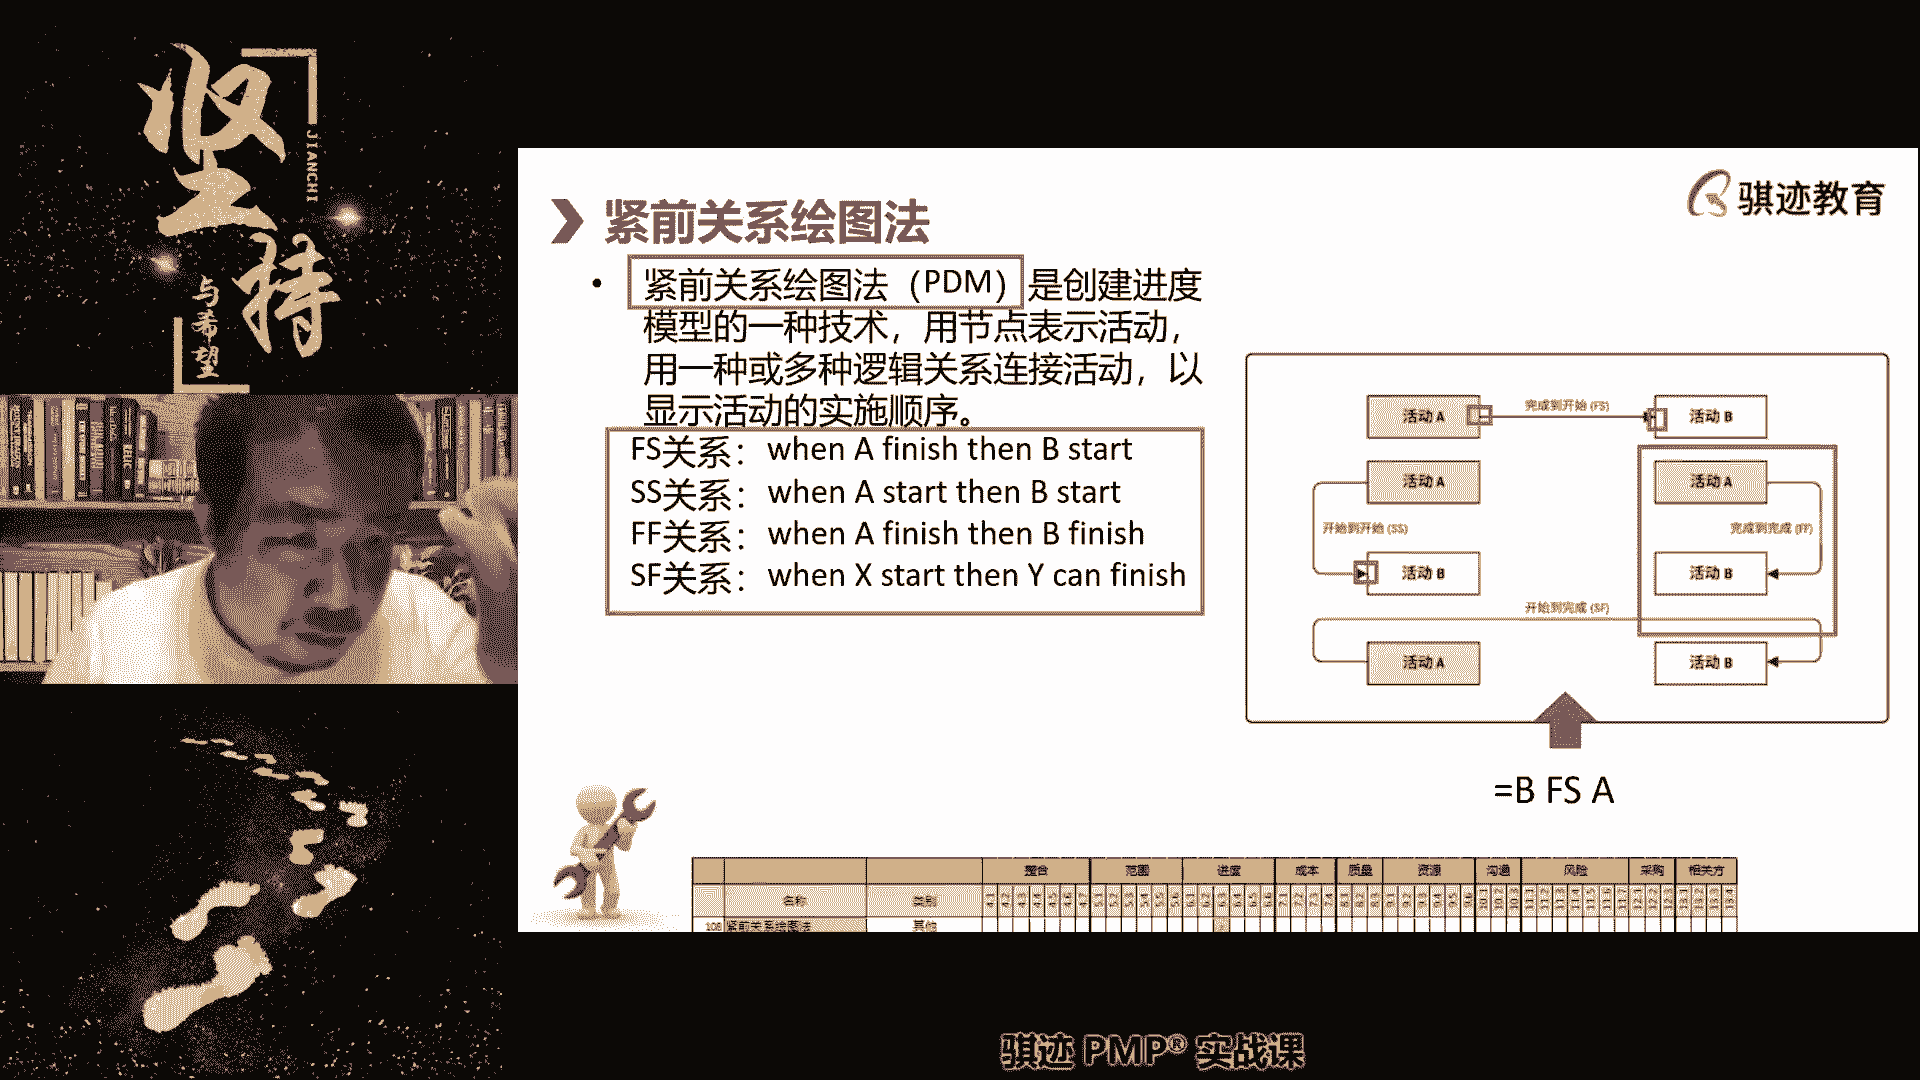 坚
持
JIANCHI
与
希
望
骐迹教育
紧前关系绘图法
• 紧前关系绘图法（PDM）是创建进度
模型的一种技术，用节点表示活动，
用一种或多种逻辑关系连接活动，以
显示活动的实施顺序。
FS关系：when A finish then B start
SS关系：when A start then B start
FF关系：when A finish then B finish
SF关系：when X start then Y can finish
活动 A
完成到开始 (FS)
活动 B
活动 A
活动 A
开始到开始 (SS)
完成到完成 (FF)
活动 B
活动 B
开始到完成 (SF)
活动 A
活动 B
=B FS A
整合 范围 进度 成本 质量 资源 沟通 风险 采购 相关方
名称 类别
108 紧前关系绘图法 其他
骐迹 PMP® 实战课